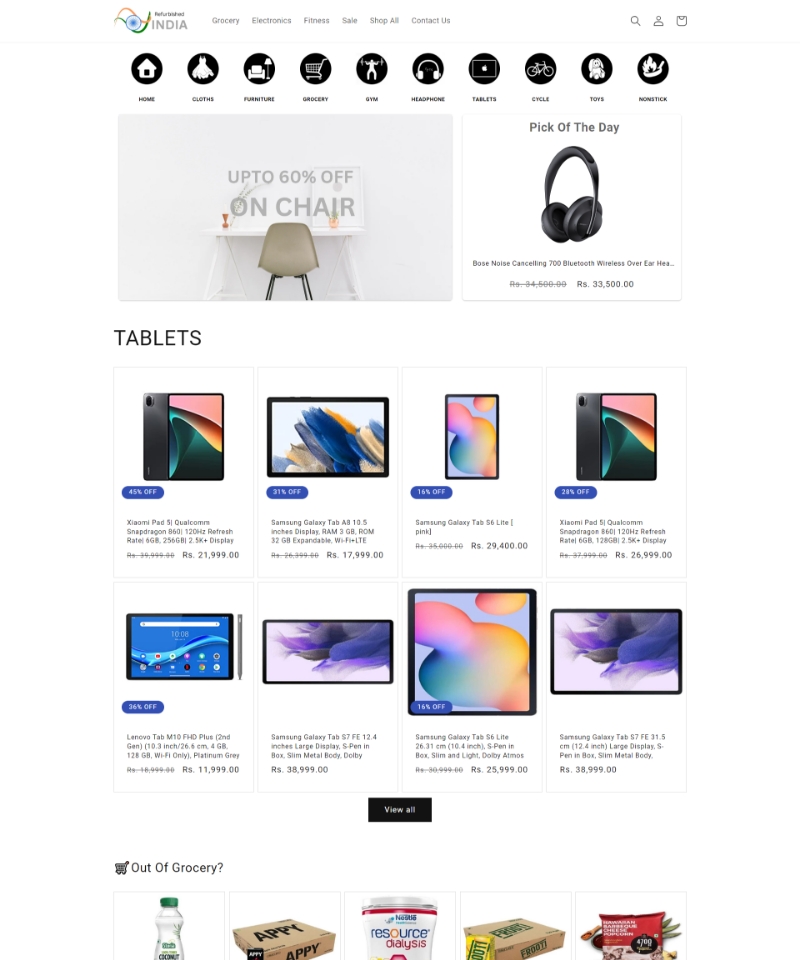 Refurbished
INDIA
Grocery Electronics Fitness Sale Shop All Contact Us
HOME CLOTHS FURNITURE GROCERY GYM HEADPHONE TABLETS CYCLE TOYS NONSTICK
UPTO 60% OFF
ON CHAIR
Pick Of The Day
Bose Noise Cancelling 700 Bluetooth Wireless Over Ear Hea...
Rs. 34,500.00 Rs. 33,500.00
TABLETS
45% OFF
Xiaomi Pad 5| Qualcomm
Snapdragon 860| 120Hz Refresh
Rate| 6GB, 256GB| 2.5K+ Display
Rs. 39,999.00 Rs. 21,999.00
31% OFF
Samsung Galaxy Tab A8 10.5
inches Display, RAM 3 GB, ROM
32 GB Expandable, Wi-Fi+LTE
Rs. 26,399.00 Rs. 17,999.00
16% OFF
Samsung Galaxy Tab S6 Lite [
pink]
Rs. 35,000.00 Rs. 29,400.00
28% OFF
Xiaomi Pad 5| Qualcomm
Snapdragon 860| 120Hz Refresh
Rate| 6GB, 128GB| 2.5K+ Display
Rs. 37,999.00 Rs. 26,999.00
10:08
36% OFF
Lenovo Tab M10 FHD Plus (2nd
Gen) (10.3 inch/26.6 cm, 4 GB,
128 GB, Wi-Fi Only), Platinum Grey
Rs. 18,999.00 Rs. 11,999.00
Samsung Galaxy Tab S7 FE 12.4
inches Large Display, S-Pen in
Box, Slim Metal Body, Dolby
Rs. 38,999.00
16% OFF
Samsung Galaxy Tab S6 Lite
26.31 cm (10.4 inch), S-Pen in
Box, Slim and Light, Dolby Atmos
Rs. 30,999.00 Rs. 25,999.00
Samsung Galaxy Tab S7 FE 31.5
cm (12.4 inch) Large Display, S-
Pen in Box, Slim Metal Body,
Rs. 38,999.00
View all
Out Of Grocery?
COCONUT
APPY
APPY
APPY
Nestlé
resource
dialysis
FROOTI
FROOTI
HAWAIIAN
BARBEQUE
CHEESE
POPCORN
4700